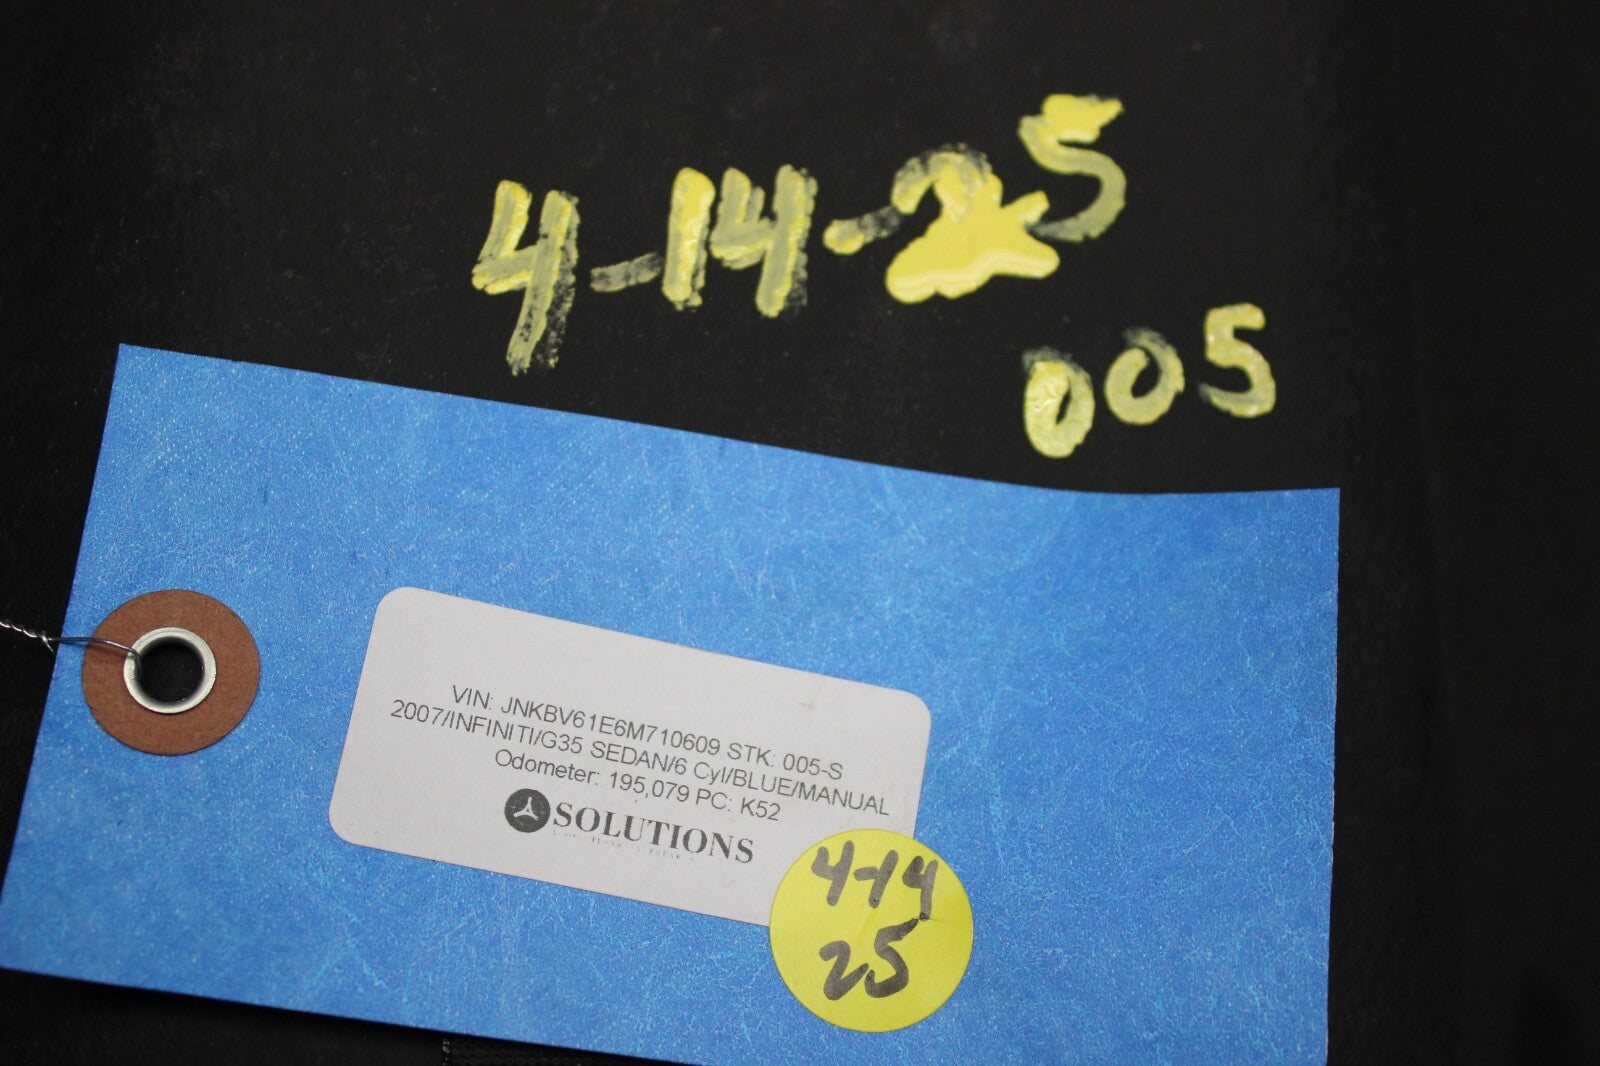 4-14-25
005
VIN: JNKBV61E6M710609 STK: 005-S
2007/INFINITI/G35 SEDAN/6 Cyl/BLUE/MANUAL
Odometer: 195,079 PC: K52
SOLUTIONS
4-14
25